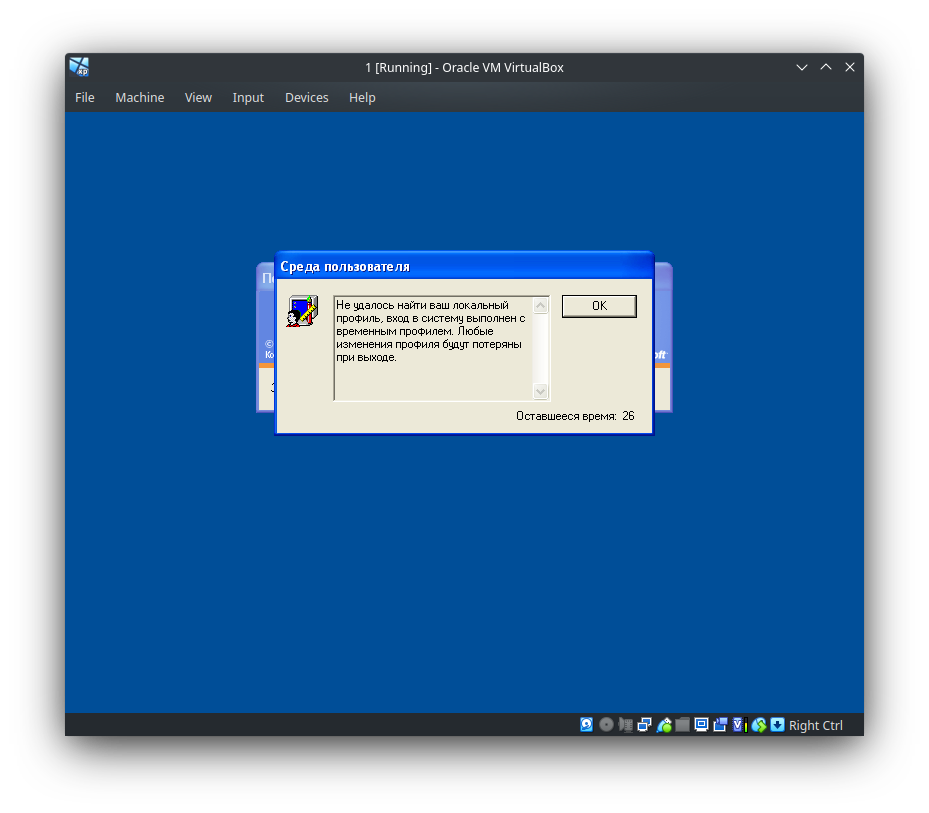 1 [Running] - Oracle VM VirtualBox
File Machine View Input Devices Help
Среда пользователя
Не удалось найти ваш локальный
профиль, вход в систему выполнен с
временным профилем. Любые
изменения профиля будут потеряны
при выходе.
OK
Оставшееся время: 26
Right Ctrl